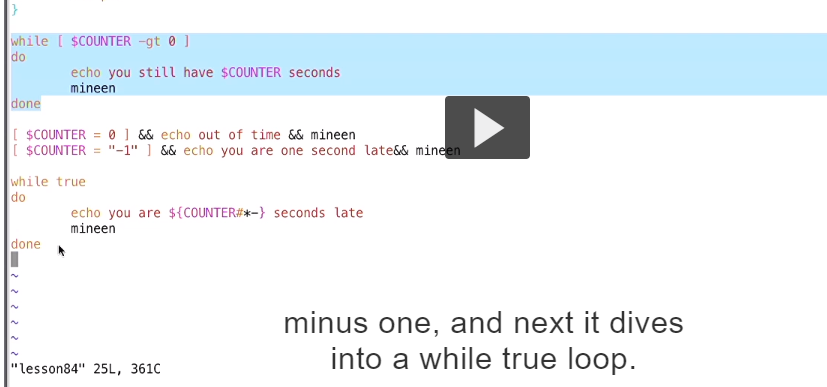 }
while [ $COUNTER -gt 0 ]
do
echo you still have $COUNTER seconds
mineen
done
[ $COUNTER = 0 ] && echo out of time && mineen
[ $COUNTER = "-1" ] && echo you are one second late&& mineen
while true
do
echo you are ${COUNTER#*-} seconds late
mineen
done
~
~
~
~
~
~
"lesson84" 25L, 361C
minus one, and next it dives
into a while true loop.